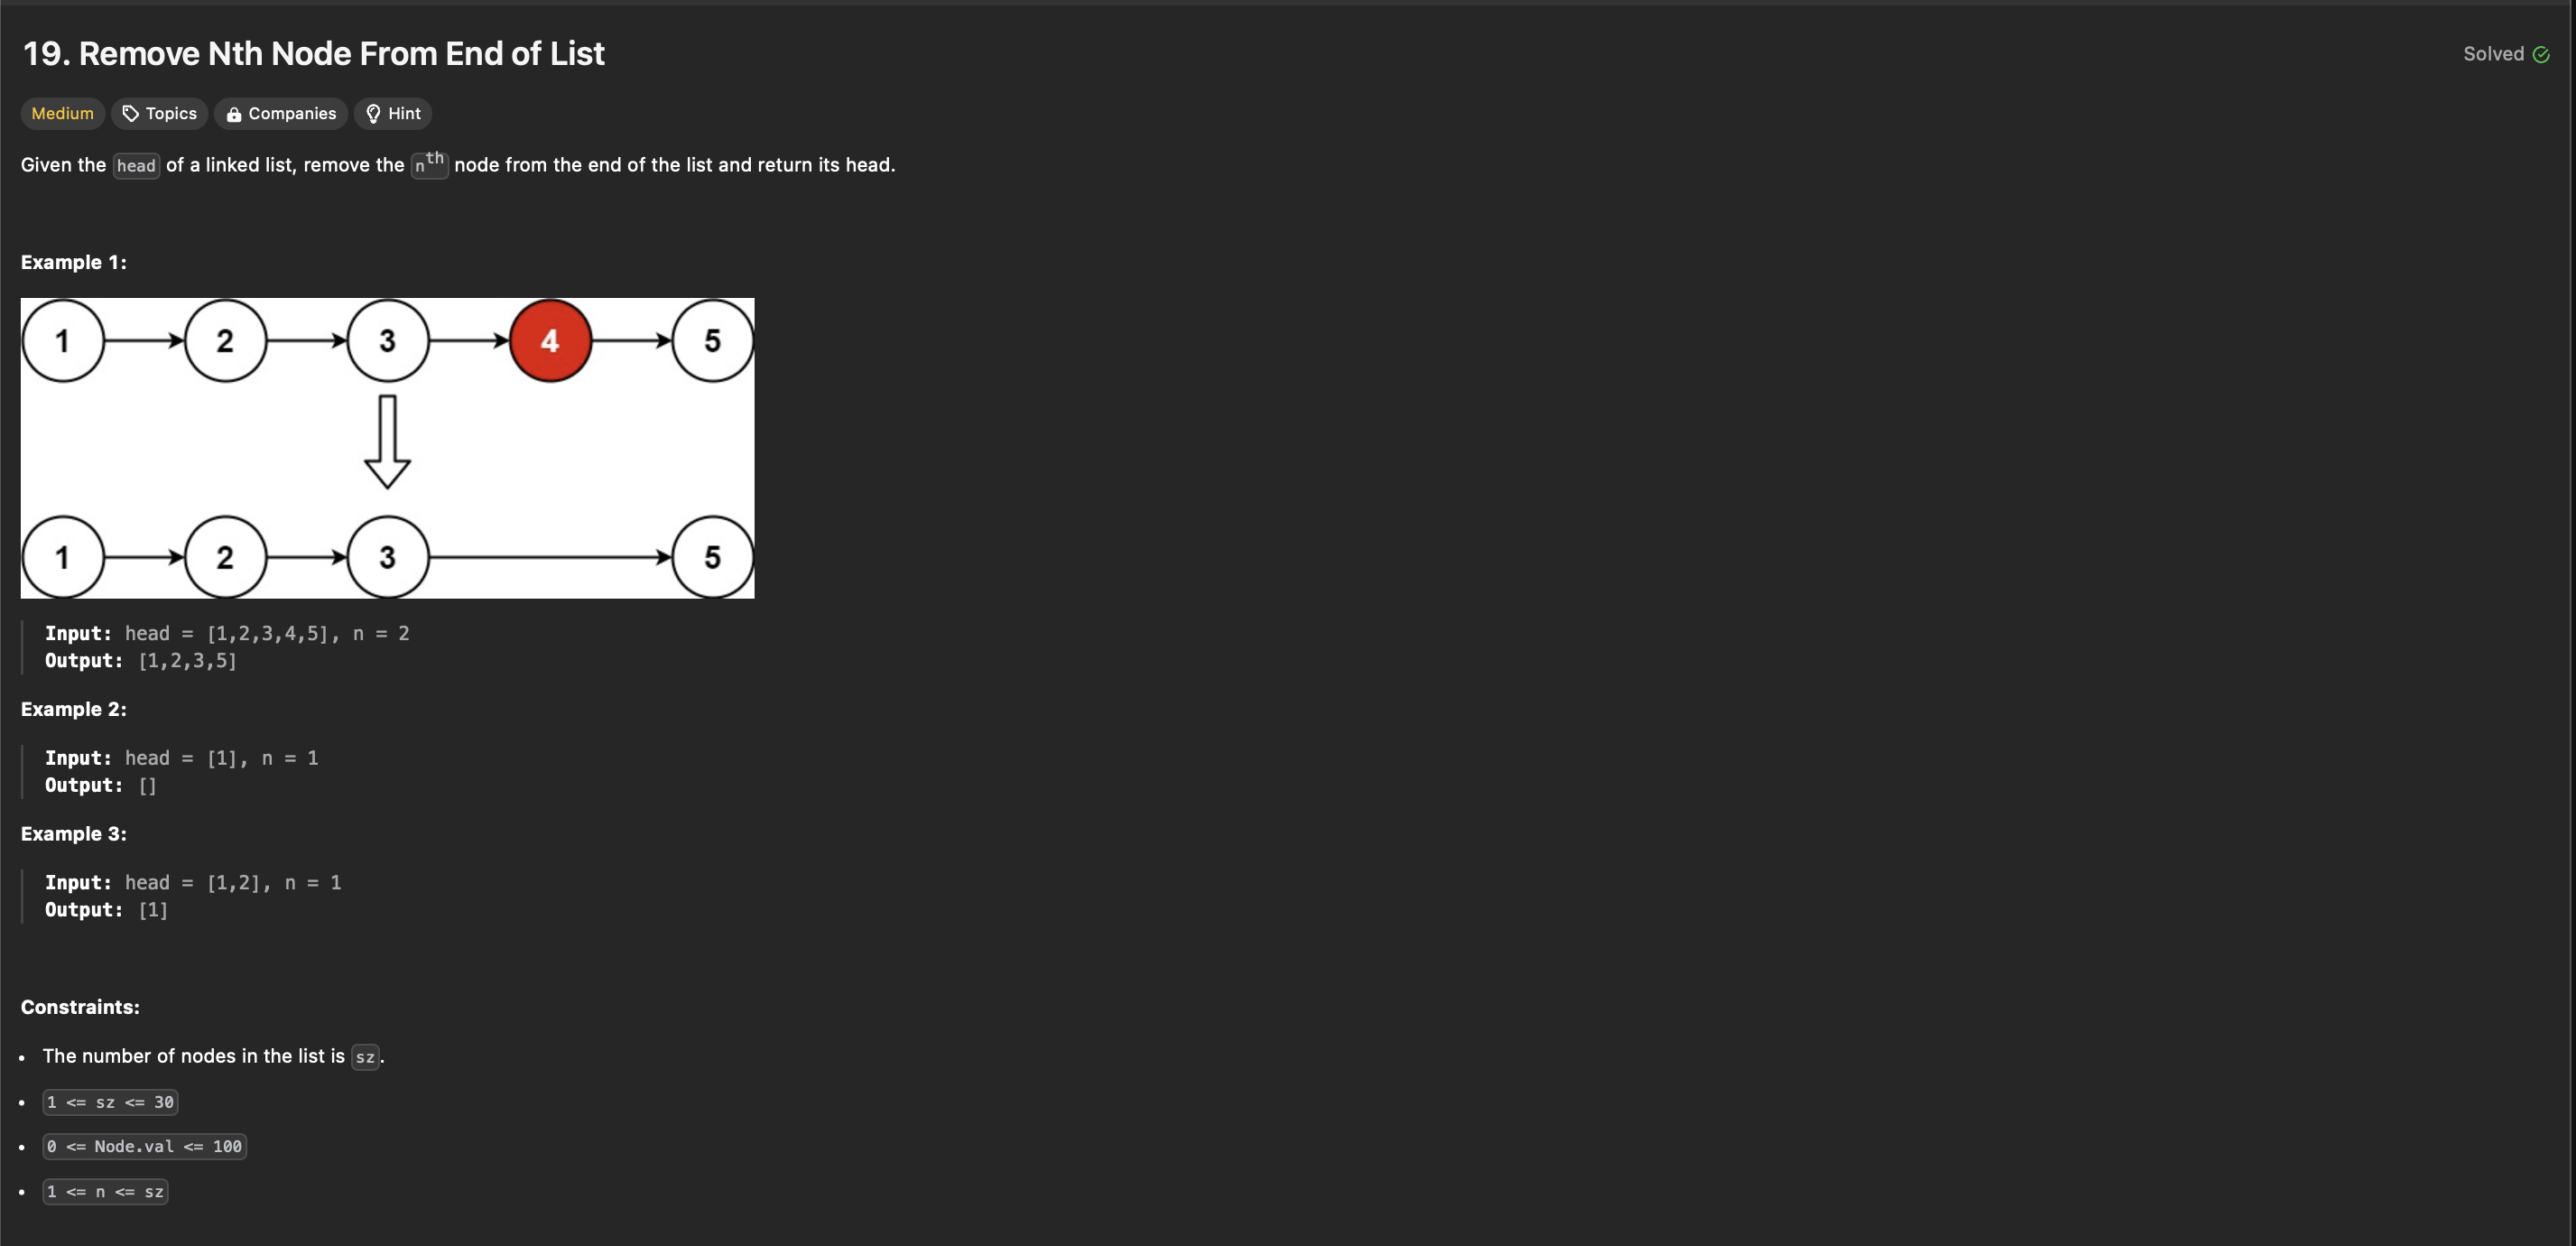 19. Remove Nth Node From End of List
Solved
Medium Topics Companies Hint
Given the head of a linked list, remove the nth node from the end of the list and return its head.
Example 1:
1 2 3 4 5
1 2 3 5
Input: head = [1,2,3,4,5], n = 2
Output: [1,2,3,5]
Example 2:
Input: head = [1], n = 1
Output: []
Example 3:
Input: head = [1,2], n = 1
Output: [1]
Constraints:
• The number of nodes in the list is sz.
• 1 <= sz <= 30
• 0 <= Node.val <= 100
• 1 <= n <= sz